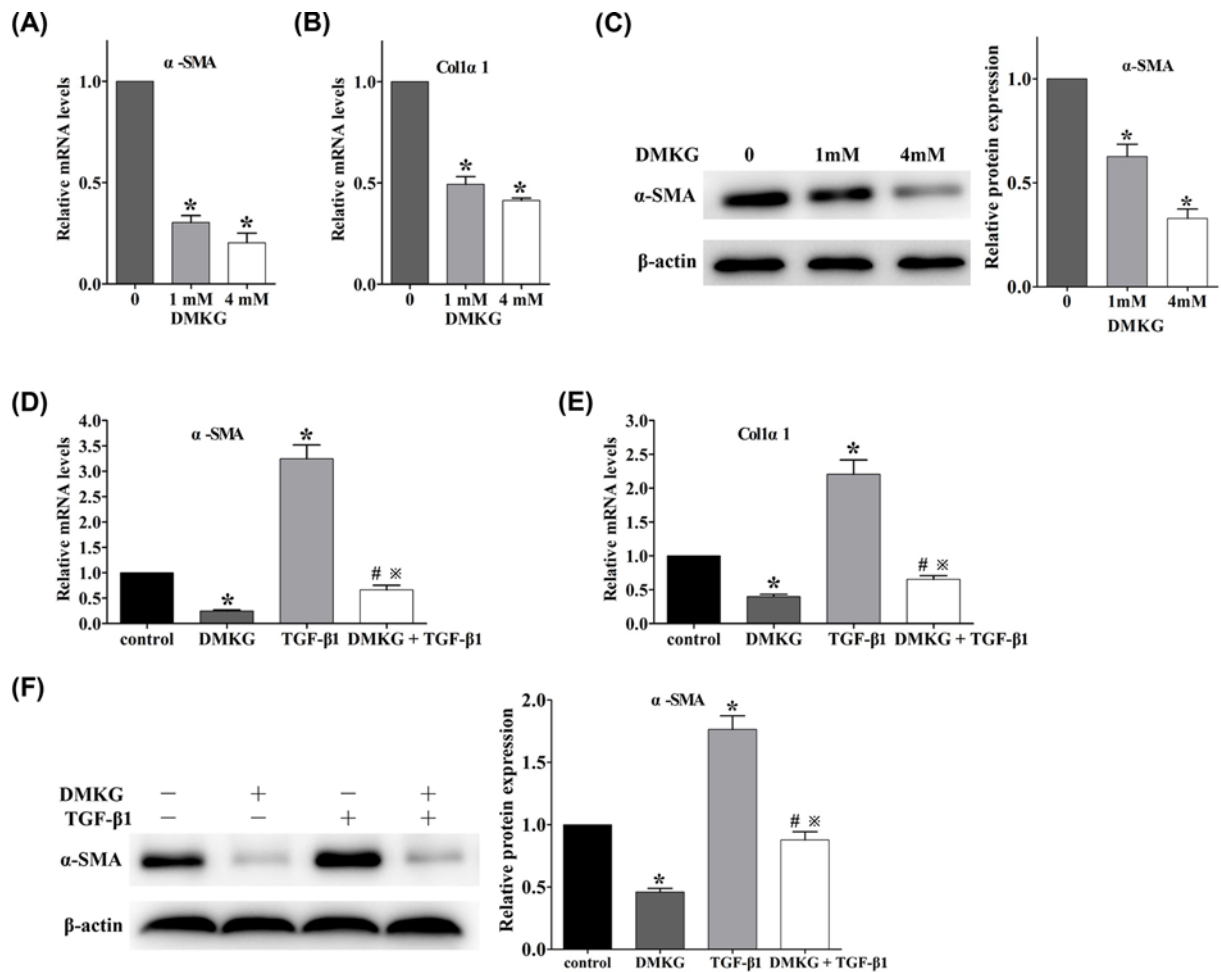 (A)
α -SMA
Relative mRNA levels
1.0
0.5
0.0
*
*
0 1 mM 4 mM
DMKG
(B)
Col1α 1
Relative mRNA levels
1.0
0.5
0.0
*
*
0 1 mM 4 mM
DMKG
(C)
DMKG 0 1mM 4mM
α-SMA
β-actin
α-SMA
Relative protein expression
1.0
0.5
0.0
*
*
0 1mM 4mM
DMKG
(D)
α -SMA
Relative mRNA levels
4.0
3.5
3.0
2.5
2.0
1.5
1.0
0.5
0.0
*
*
# ※
control DMKG TGF-β1 DMKG + TGF-β1
(E)
Col1α 1
Relative mRNA levels
3.0
2.5
2.0
1.5
1.0
0.5
0.0
*
*
# ※
control DMKG TGF-β1 DMKG + TGF-β1
(F)
DMKG − + − +
TGF-β1 − − + +
α-SMA
β-actin
α -SMA
Relative protein expression
2.0
1.5
1.0
0.5
0.0
*
*
# ※
control DMKG TGF-β1 DMKG + TGF-β1